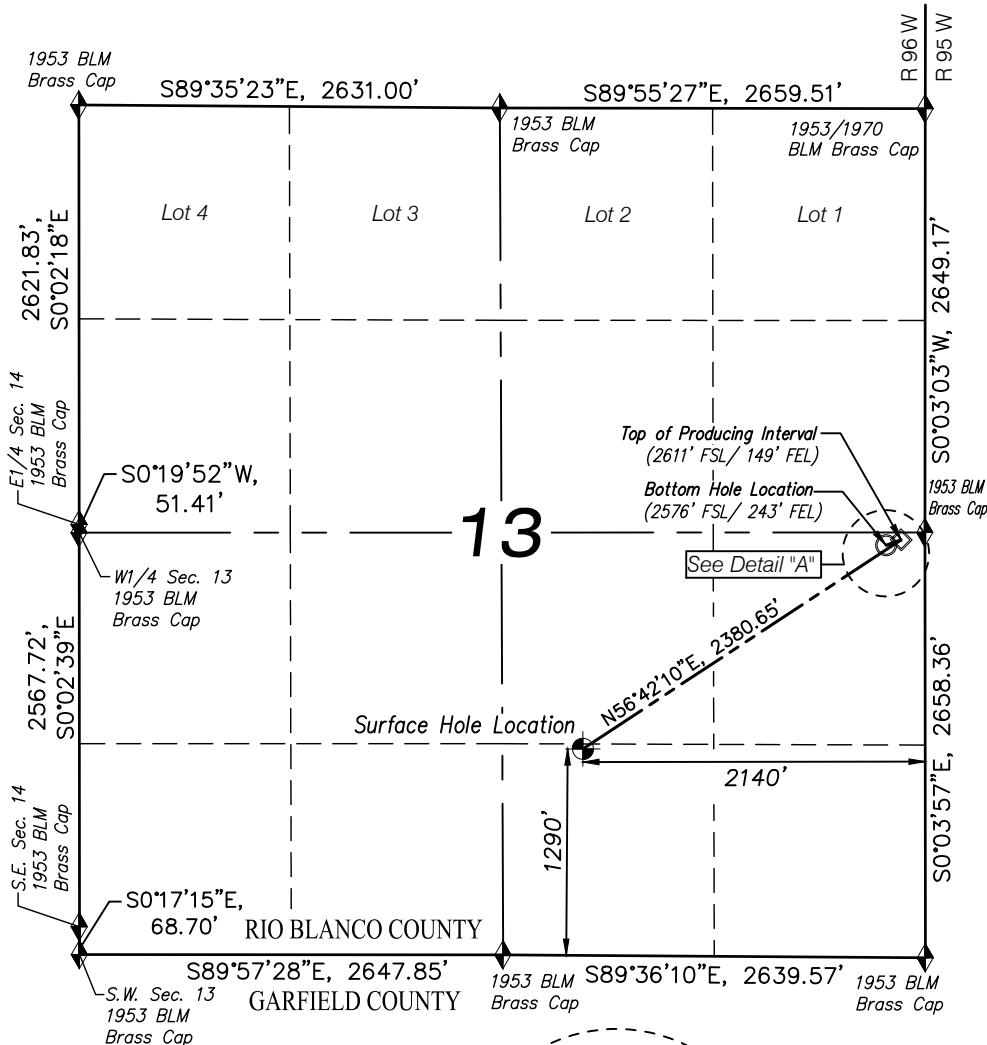 R 96 W
R 95 W
1953 BLM
Brass Cap
S89°35'23"E, 2631.00'
S89°55'27"E, 2659.51'
1953 BLM
Brass Cap
1953/1970
BLM Brass Cap
Lot 4
Lot 3
Lot 2
Lot 1
2621.83',
S0°02'18"E
S0°03'03"W, 2649.17'
E1/4 Sec. 14
1953 BLM
Brass Cap
S0°19'52"W,
51.41'
Top of Producing Interval
(2611' FSL/ 149' FEL)
Bottom Hole Location
(2576' FSL/ 243' FEL)
1953 BLM
Brass Cap
13
See Detail "A"
W1/4 Sec. 13
1953 BLM
Brass Cap
2567.72',
S0°02'39"E
N56°42'10"E, 2380.65'
S0°03'57"E, 2658.36'
Surface Hole Location
2140'
1290'
S.E. Sec. 14
1953 BLM
Brass Cap
S0°17'15"E,
68.70'
RIO BLANCO COUNTY
S89°57'28"E, 2647.85'
S89°36'10"E, 2639.57'
GARFIELD COUNTY
S.W. Sec. 13
1953 BLM
Brass Cap
1953 BLM
Brass Cap
1953 BLM
Brass Cap